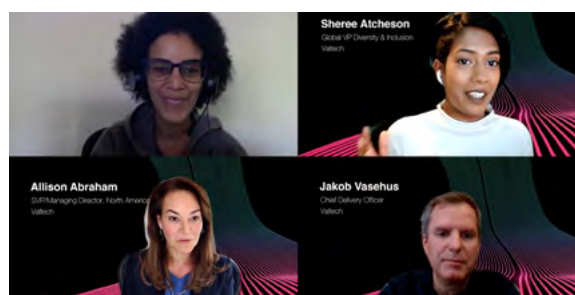 Sheree Atcheson
Global VP Diversity & Inclusion
Valtech
Allison Abraham
SVP/Managing Director, North America
Valtech
Jakob Vasehus
Chief Delivery Officer
Valtech